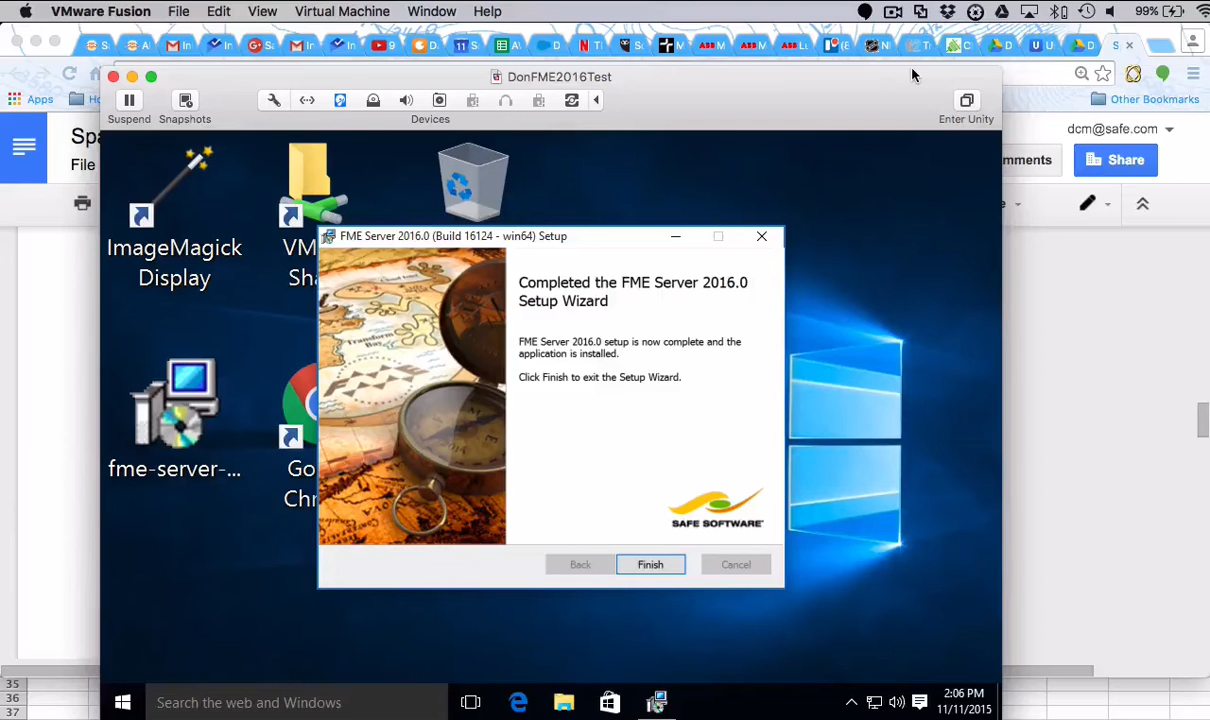 VMware Fusion File Edit View Virtual Machine Window Help 99%
Apps
Other Bookmarks
DonFME2016Test
Suspend Snapshots Devices Enter Unity
dcm@safe.com
File
Share
ImageMagick
Display
fme-server-...
FME Server 2016.0 (Build 16124 - win64) Setup
Completed the FME Server 2016.0
Setup Wizard
FME Server 2016.0 setup is now complete and the
application is installed.
Click Finish to exit the Setup Wizard.
SAFE SOFTWARE
Back Finish Cancel
35
36
37
Search the web and Windows
2:06 PM
11/11/2015